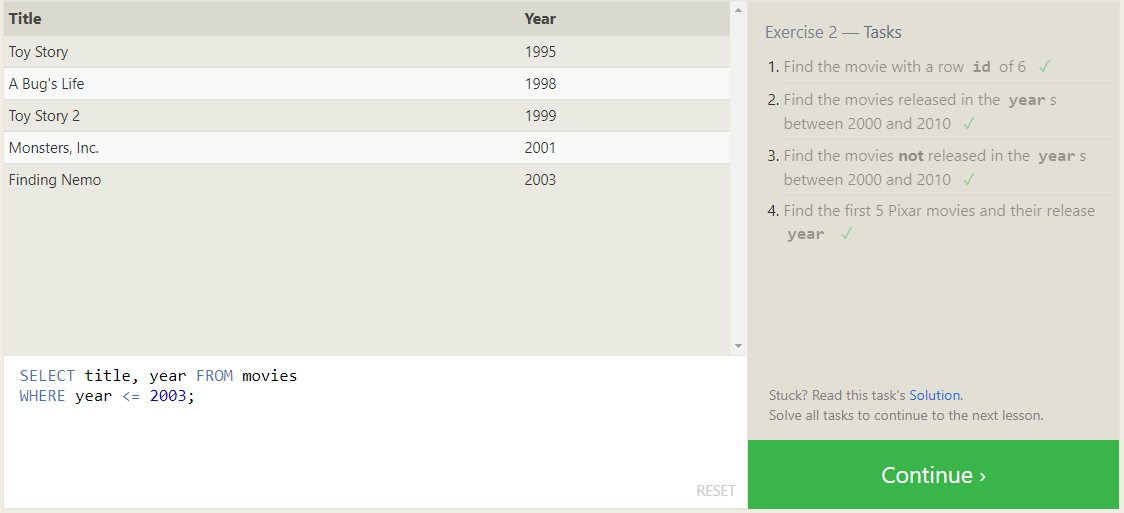 Title Year
Toy Story 1995
A Bug's Life 1998
Toy Story 2 1999
Monsters, Inc. 2001
Finding Nemo 2003
SELECT title, year FROM movies
WHERE year <= 2003;
RESET
Exercise 2 — Tasks
1. Find the movie with a row id of 6 ✓
2. Find the movies released in the year s
between 2000 and 2010 ✓
3. Find the movies not released in the year s
between 2000 and 2010 ✓
4. Find the first 5 Pixar movies and their release
year ✓
Stuck? Read this task's Solution.
Solve all tasks to continue to the next lesson.
Continue ›